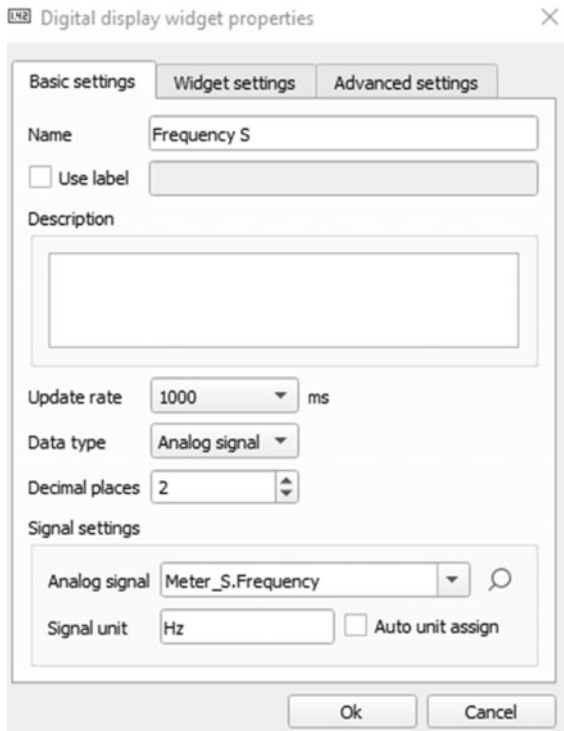 1.42 Digital display widget properties
Basic settings Widget settings Advanced settings
Name Frequency S
Use label
Description
Update rate 1000 ms
Data type Analog signal
Decimal places 2
Signal settings
Analog signal Meter_S.Frequency
Signal unit Hz Auto unit assign
Ok Cancel